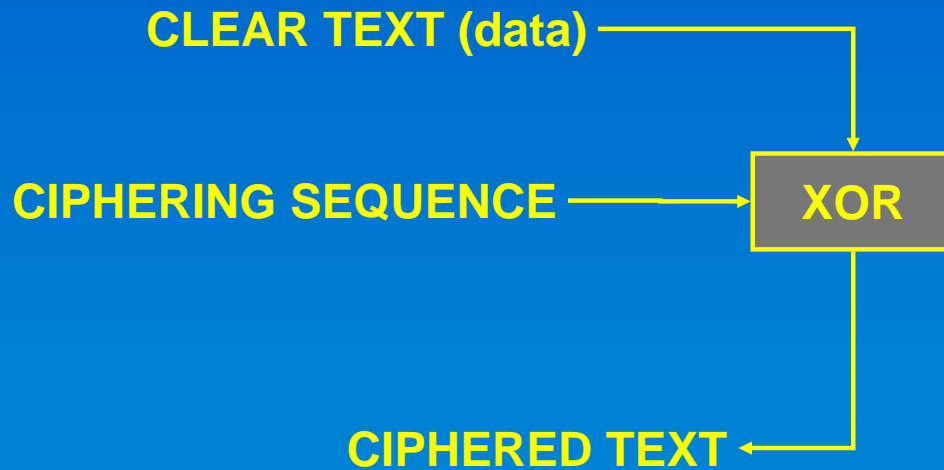 CLEAR TEXT (data)
CIPHERING SEQUENCE
XOR
CIPHERED TEXT